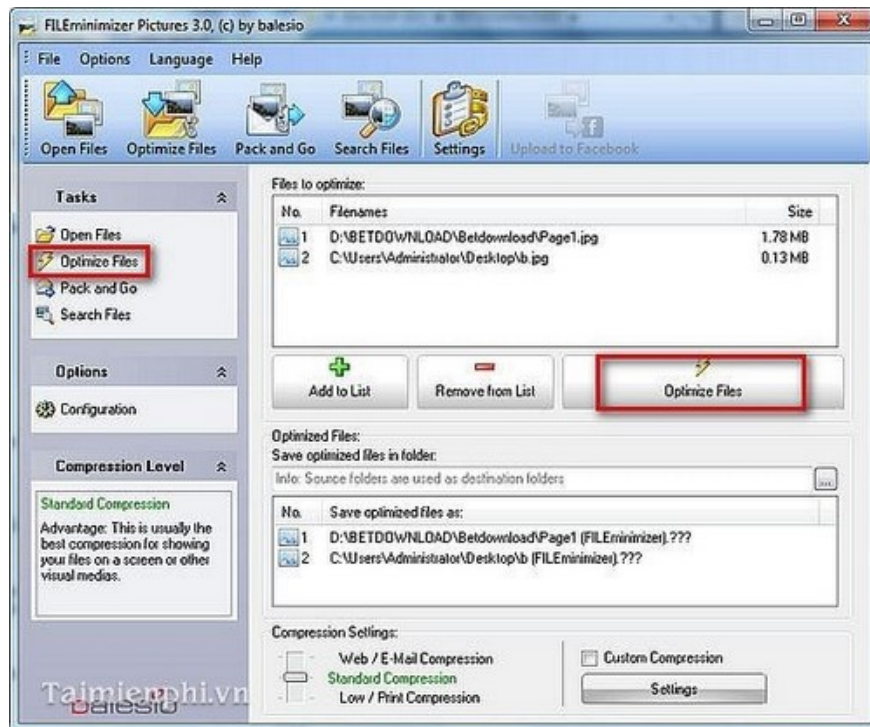 FILEminimizer Pictures 3.0, (c) by balesio
File Options Language Help
Open Files Optimize Files Pack and Go Search Files Settings Upload to Facebook
Tasks
Open Files
Optimize Files
Pack and Go
Search Files
Options
Configuration
Compression Level
Standard Compression
Advantage: This is usually the
best compression for showing
your files on a screen or other
visual medias.
Files to optimize:
No. Filenames Size
1 D:\BETDOWNLOAD\Betdownload\Page1.jpg 1.78 MB
2 C:\Users\Administrator\Desktop\b.jpg 0.13 MB
Add to List Remove from List Optimize Files
Optimized Files:
Save optimized files in folder:
Info: Source folders are used as destination folders
...
No. Save optimized files as:
1 D:\BETDOWNLOAD\Betdownload\Page1 (FILEminimizer).???
2 C:\Users\Administrator\Desktop\b (FILEminimizer).???
Compression Settings:
Web / E-Mail Compression
Standard Compression
Low / Print Compression
Custom Compression
Settings
Taimienphi.vn
balesio